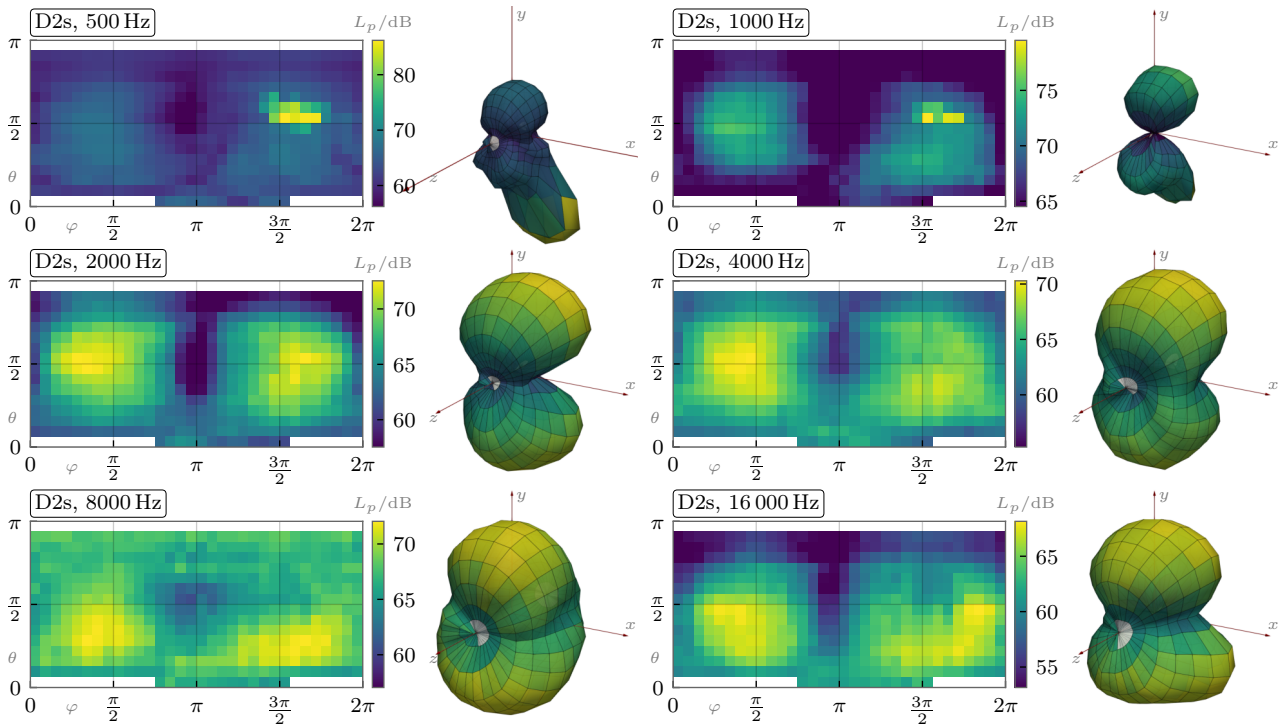 D2s, 500 Hz
L_p/dB
π
π/2
θ
0
0
φ
π/2
π
3π/2
2π
80
70
60
y
x
z
D2s, 1000 Hz
L_p/dB
π
π/2
θ
0
0
φ
π/2
π
3π/2
2π
75
70
65
y
x
z
D2s, 2000 Hz
L_p/dB
π
π/2
θ
0
0
φ
π/2
π
3π/2
2π
70
65
60
y
x
z
D2s, 4000 Hz
L_p/dB
π
π/2
θ
0
0
φ
π/2
π
3π/2
2π
70
65
60
y
x
z
D2s, 8000 Hz
L_p/dB
π
π/2
θ
0
0
φ
π/2
π
3π/2
2π
70
65
60
y
x
z
D2s, 16 000 Hz
L_p/dB
π
π/2
θ
0
0
φ
π/2
π
3π/2
2π
65
60
55
y
x
z